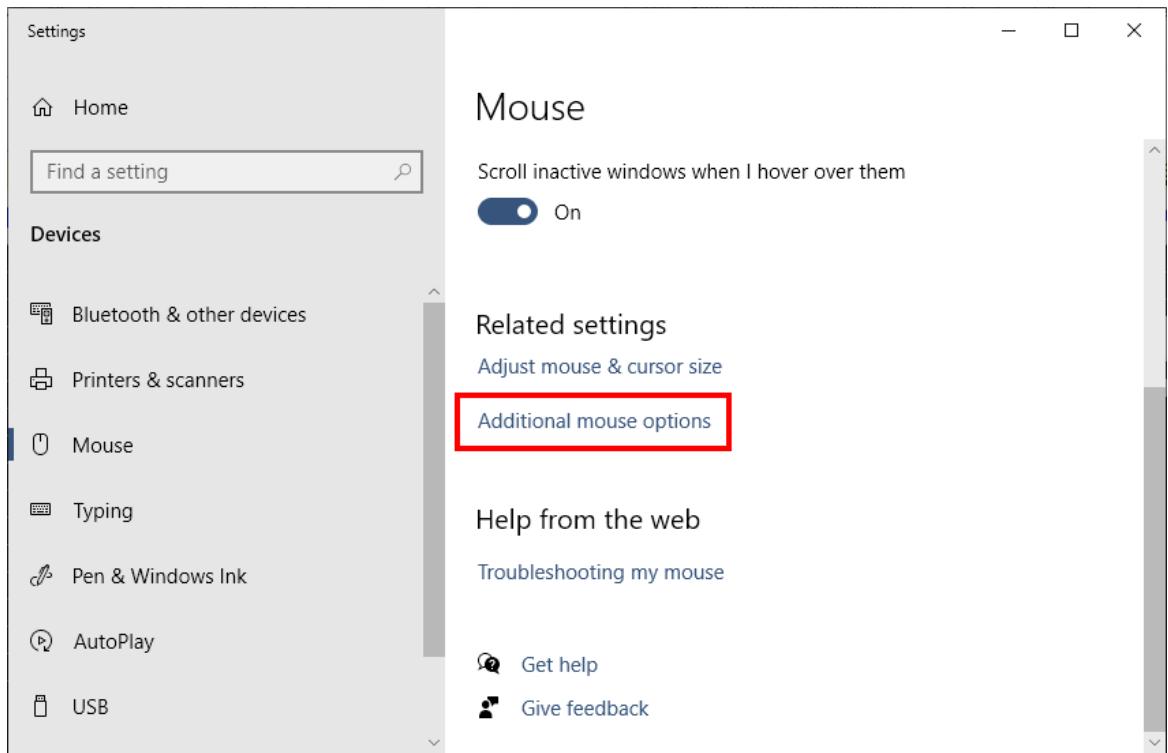 Settings
Home
Find a setting
Devices
Bluetooth & other devices
Printers & scanners
Mouse
Typing
Pen & Windows Ink
AutoPlay
USB
Mouse
Scroll inactive windows when I hover over them
On
Related settings
Adjust mouse & cursor size
Additional mouse options
Help from the web
Troubleshooting my mouse
Get help
Give feedback